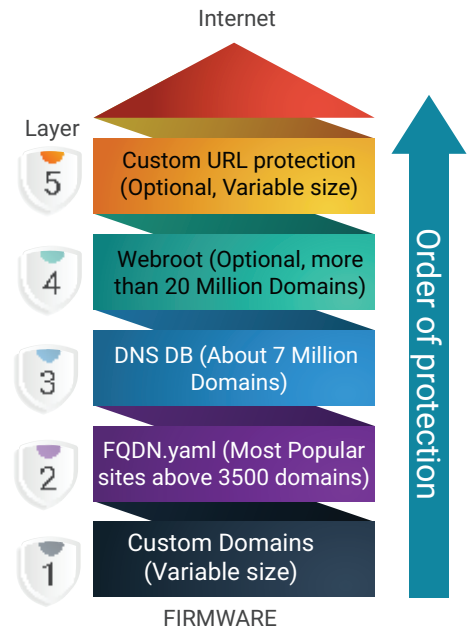 Internet
Layer
5
Custom URL protection
(Optional, Variable size)
4
Webroot (Optional, more
than 20 Million Domains)
3
DNS DB (About 7 Million
Domains)
2
FQDN.yaml (Most Popular
sites above 3500 domains)
1
Custom Domains
(Variable size)
FIRMWARE
Order of protection